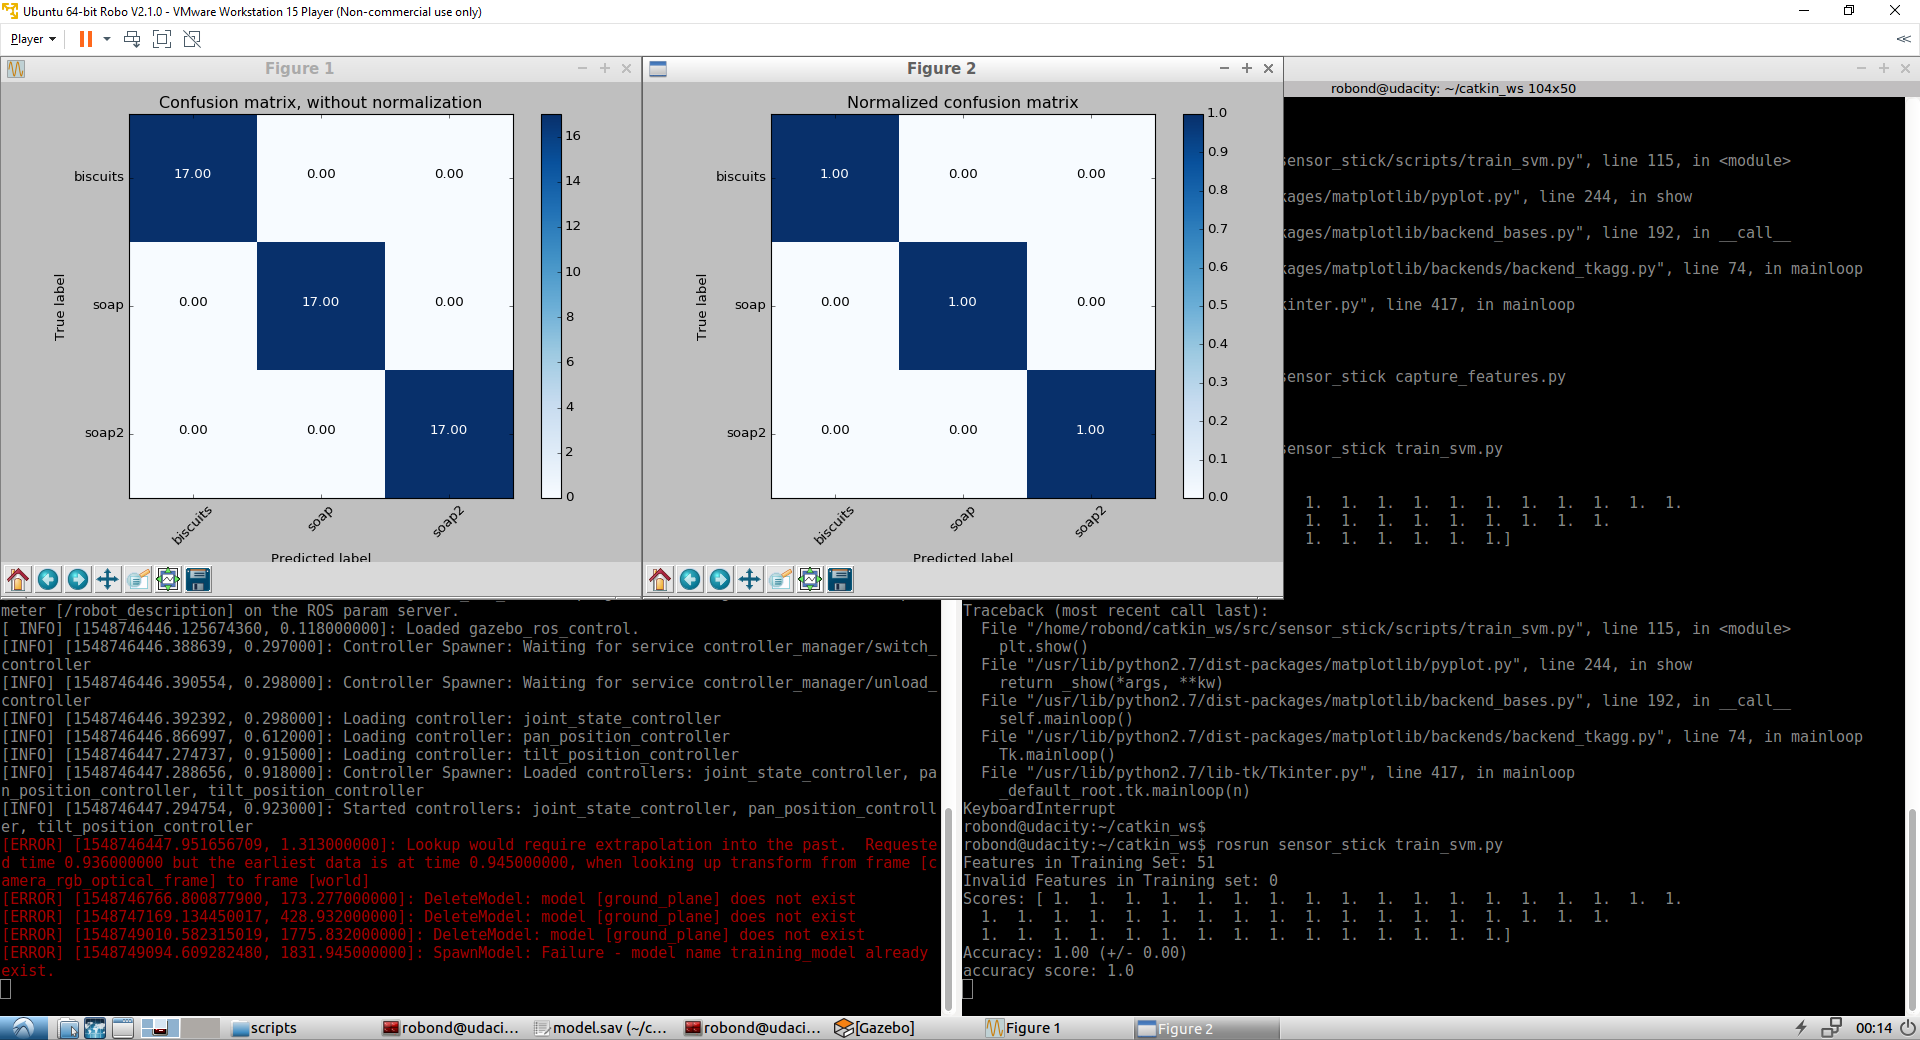 Ubuntu 64-bit Robo V2.1.0 - VMware Workstation 15 Player (Non-commercial use only)
Player
Figure 1
Confusion matrix, without normalization
biscuits
soap
soap2
True label
17.00 0.00 0.00
0.00 17.00 0.00
0.00 0.00 17.00
16
14
12
10
8
6
4
2
0
biscuits soap soap2
Predicted label
Figure 2
Normalized confusion matrix
biscuits
soap
soap2
True label
1.00 0.00 0.00
0.00 1.00 0.00
0.00 0.00 1.00
1.0
0.9
0.8
0.7
0.6
0.5
0.4
0.3
0.2
0.1
0.0
biscuits soap soap2
Predicted label
robond@udacity: ~/catkin_ws 104x50
sensor_stick/scripts/train_svm.py", line 115, in <module>
kages/matplotlib/pyplot.py", line 244, in show
kages/matplotlib/backend_bases.py", line 192, in __call__
kages/matplotlib/backends/backend_tkagg.py", line 74, in mainloop
kinter.py", line 417, in mainloop
sensor_stick capture_features.py
sensor_stick train_svm.py
1. 1. 1. 1. 1. 1. 1. 1. 1. 1. 1.
1. 1. 1. 1. 1. 1. 1. 1. 1.
1. 1. 1. 1. 1. 1.]
meter [/robot_description] on the ROS param server.
[ INFO] [1548746446.125674360, 0.118000000]: Loaded gazebo_ros_control.
[INFO] [1548746446.388639, 0.297000]: Controller Spawner: Waiting for service controller_manager/switch_
controller
[INFO] [1548746446.390554, 0.298000]: Controller Spawner: Waiting for service controller_manager/unload_
controller
[INFO] [1548746446.392392, 0.298000]: Loading controller: joint_state_controller
[INFO] [1548746446.866997, 0.612000]: Loading controller: pan_position_controller
[INFO] [1548746447.274737, 0.915000]: Loading controller: tilt_position_controller
[INFO] [1548746447.288656, 0.918000]: Controller Spawner: Loaded controllers: joint_state_controller, pa
n_position_controller, tilt_position_controller
[INFO] [1548746447.294754, 0.923000]: Started controllers: joint_state_controller, pan_position_controll
er, tilt_position_controller
[ERROR] [1548746447.951656709, 1.313000000]: Lookup would require extrapolation into the past.  Requeste
d time 0.936000000 but the earliest data is at time 0.945000000, when looking up transform from frame [c
amera_rgb_optical_frame] to frame [world]
[ERROR] [1548746766.800877900, 173.277000000]: DeleteModel: model [ground_plane] does not exist
[ERROR] [1548747169.134450017, 428.932000000]: DeleteModel: model [ground_plane] does not exist
[ERROR] [1548749010.582315019, 1775.832000000]: DeleteModel: model [ground_plane] does not exist
[ERROR] [1548749094.609282480, 1831.945000000]: SpawnModel: Failure - model name training_model already
exist.
Traceback (most recent call last):
File "/home/robond/catkin_ws/src/sensor_stick/scripts/train_svm.py", line 115, in <module>
plt.show()
File "/usr/lib/python2.7/dist-packages/matplotlib/pyplot.py", line 244, in show
return _show(*args, **kw)
File "/usr/lib/python2.7/dist-packages/matplotlib/backend_bases.py", line 192, in __call__
self.mainloop()
File "/usr/lib/python2.7/dist-packages/matplotlib/backends/backend_tkagg.py", line 74, in mainloop
Tk.mainloop()
File "/usr/lib/python2.7/lib-tk/Tkinter.py", line 417, in mainloop
_default_root.tk.mainloop(n)
KeyboardInterrupt
robond@udacity:~/catkin_ws$
robond@udacity:~/catkin_ws$ rosrun sensor_stick train_svm.py
Features in Training Set: 51
Invalid Features in Training set: 0
Scores: [ 1. 1. 1. 1. 1. 1. 1. 1. 1. 1. 1. 1. 1. 1. 1. 1. 1. 1.
1. 1. 1. 1. 1. 1. 1. 1. 1. 1. 1. 1. 1. 1. 1. 1. 1. 1.
1. 1. 1. 1. 1. 1. 1. 1. 1. 1. 1. 1. 1. 1. 1.]
Accuracy: 1.00 (+/- 0.00)
accuracy score: 1.0
scripts robond@udaci... model.sav (~/c... robond@udaci... [Gazebo] Figure 1 Figure 2 00:14